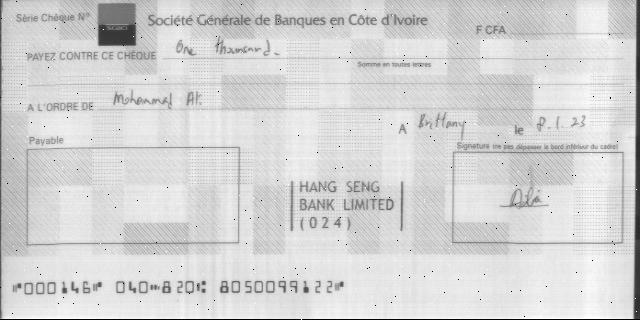 Série Chèque N° SGBCI Société Générale de Banques en Côte d'Ivoire
F CFA
PAYEZ CONTRE CE CHÈQUE One thousand
Somme en toutes lettres
A L'ORDRE DE Mohammad Ali
A Brittany le 8.1.23
Payable
Signature (ne pas dépasser le bord inférieur du cadre)
HANG SENG
BANK LIMITED
(024)
⑈000146⑈ 040⑉820⑆ 8050099122⑈